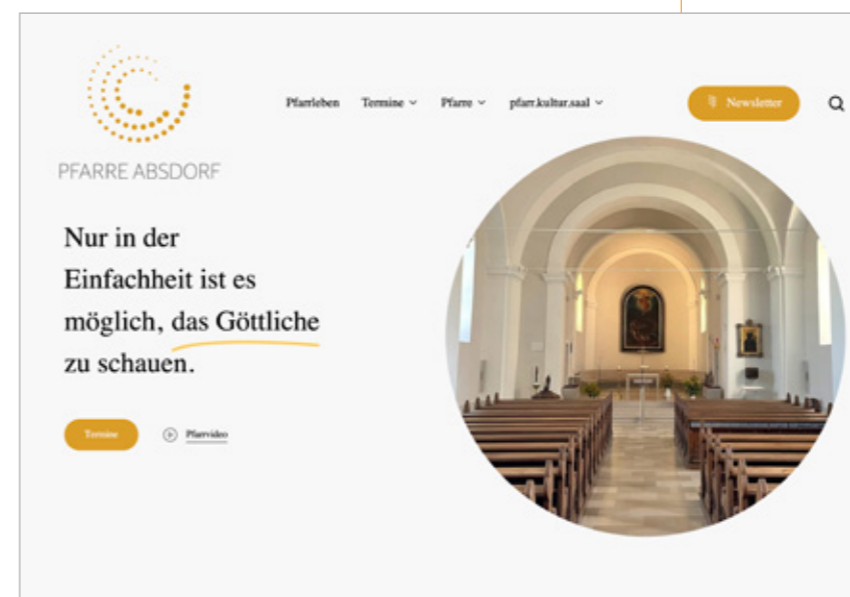 Pfarrleben Termine Pfarre pfarr.kultur.saal Newsletter
PFARRE ABSDORF
Nur in der
Einfachheit ist es
möglich, das Göttliche
zu schauen.
Termine Pfarrvideo